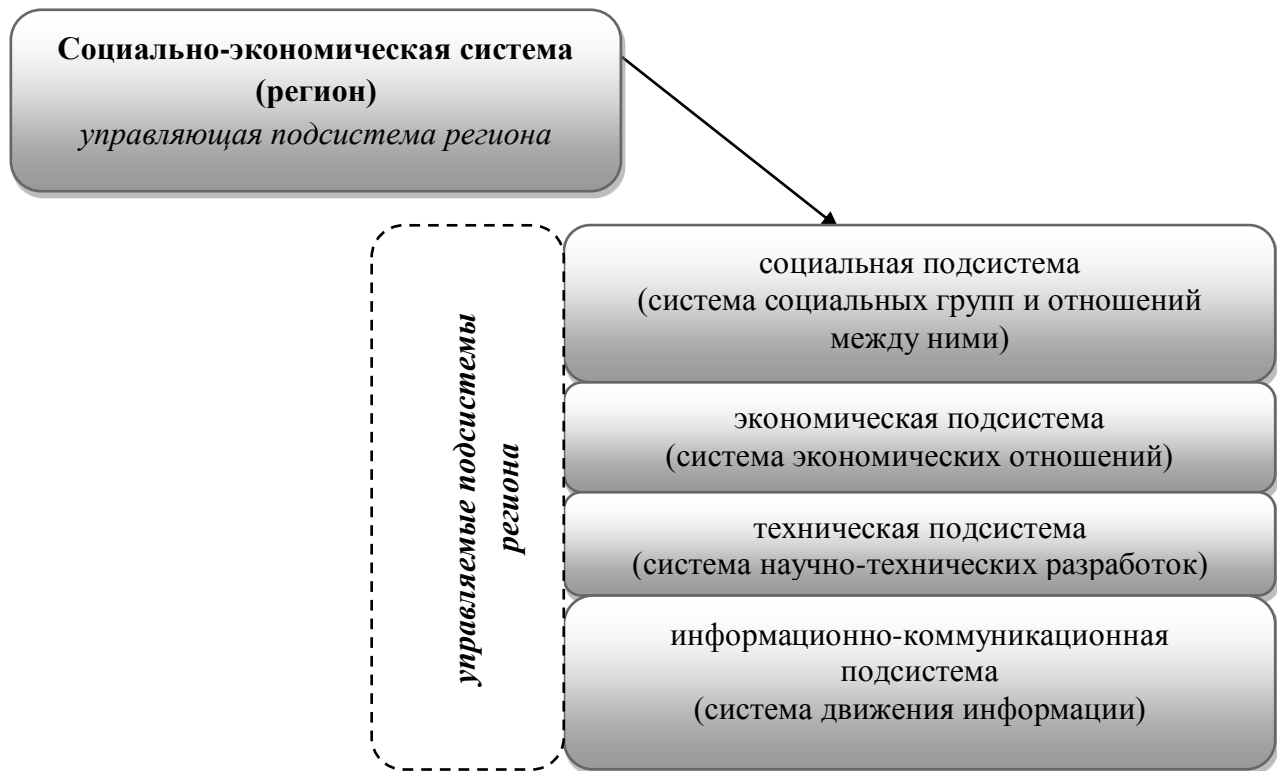 Социально-экономическая система
(регион)
управляющая подсистема региона
управляемые подсистемы
региона
социальная подсистема
(система социальных групп и отношений
между ними)
экономическая подсистема
(система экономических отношений)
техническая подсистема
(система научно-технических разработок)
информационно-коммуникационная
подсистема
(система движения информации)